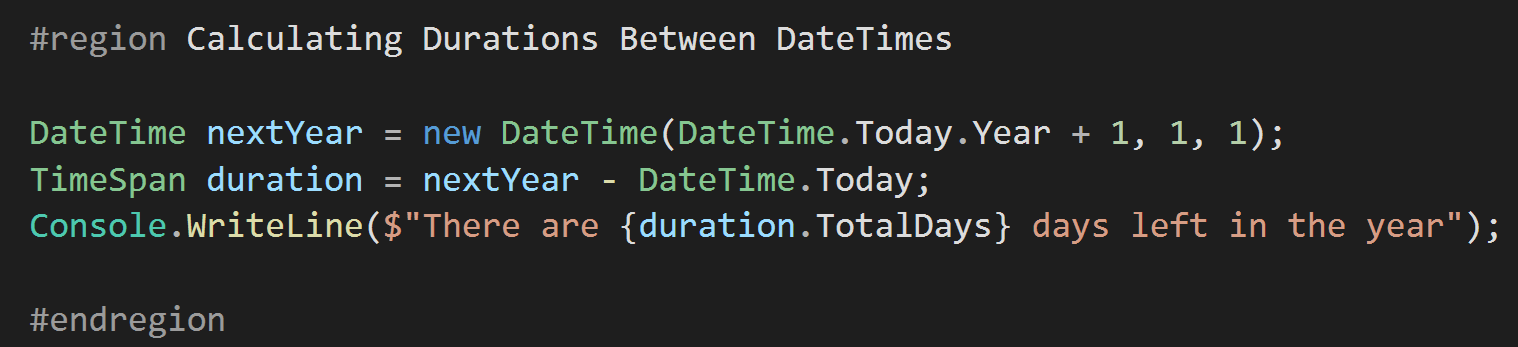 #region Calculating Durations Between DateTimes
DateTime nextYear = new DateTime(DateTime.Today.Year + 1, 1, 1);
TimeSpan duration = nextYear - DateTime.Today;
Console.WriteLine($"There are {duration.TotalDays} days left in the year");
#endregion